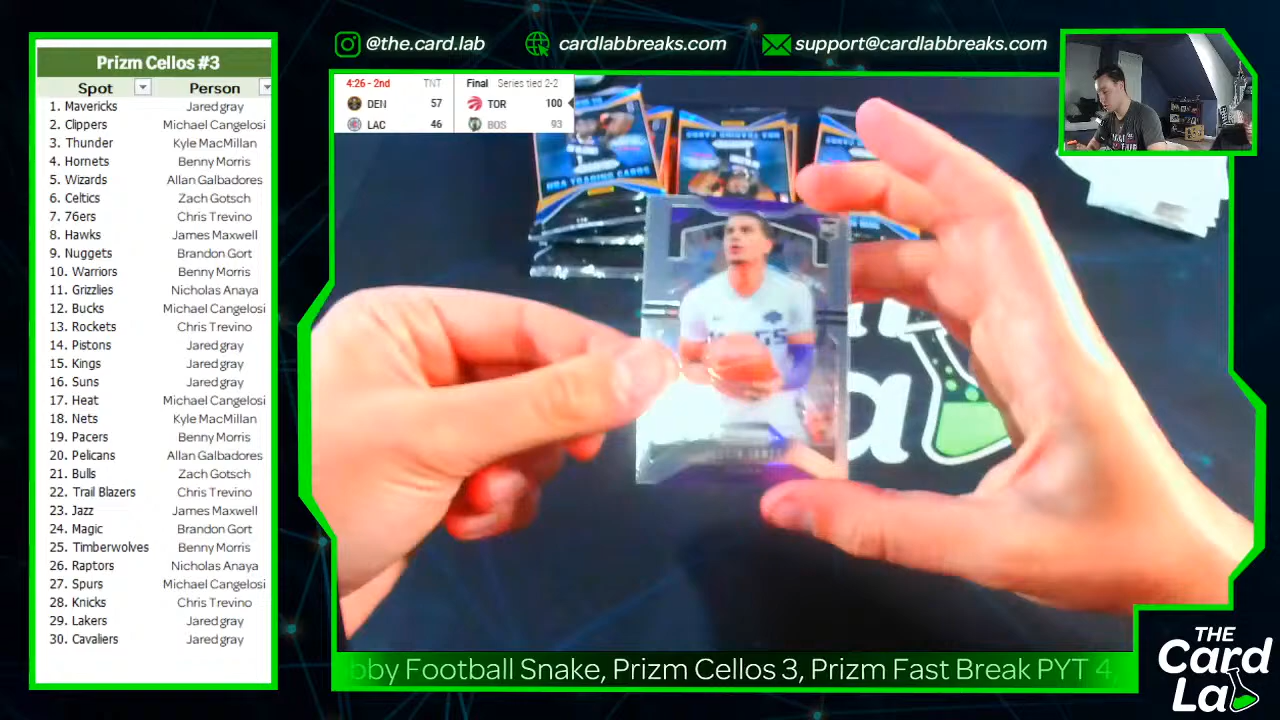 @the.card.lab
cardlabbreaks.com
support@cardlabbreaks.com
Prizm Cellos #3
Spot Person
1. Mavericks Jared gray
2. Clippers Michael Cangelosi
3. Thunder Kyle MacMillan
4. Hornets Benny Morris
5. Wizards Allan Galbadores
6. Celtics Zach Gotsch
7. 76ers Chris Trevino
8. Hawks James Maxwell
9. Nuggets Brandon Gort
10. Warriors Benny Morris
11. Grizzlies Nicholas Anaya
12. Bucks Michael Cangelosi
13. Rockets Chris Trevino
14. Pistons Jared gray
15. Kings Jared gray
16. Suns Jared gray
17. Heat Michael Cangelosi
18. Nets Kyle MacMillan
19. Pacers Benny Morris
20. Pelicans Allan Galbadores
21. Bulls Zach Gotsch
22. Trail Blazers Chris Trevino
23. Jazz James Maxwell
24. Magic Brandon Gort
25. Timberwolves Benny Morris
26. Raptors Nicholas Anaya
27. Spurs Michael Cangelosi
28. Knicks Chris Trevino
29. Lakers Jared gray
30. Cavaliers Jared gray
4:26 - 2nd TNT
DEN 57
LAC 46
Final Series tied 2-2
TOR 100
BOS 93
NBA TRADING CARDS
bby Football Snake, Prizm Cellos 3, Prizm Fast Break PYT 4
THE
Card
Lab